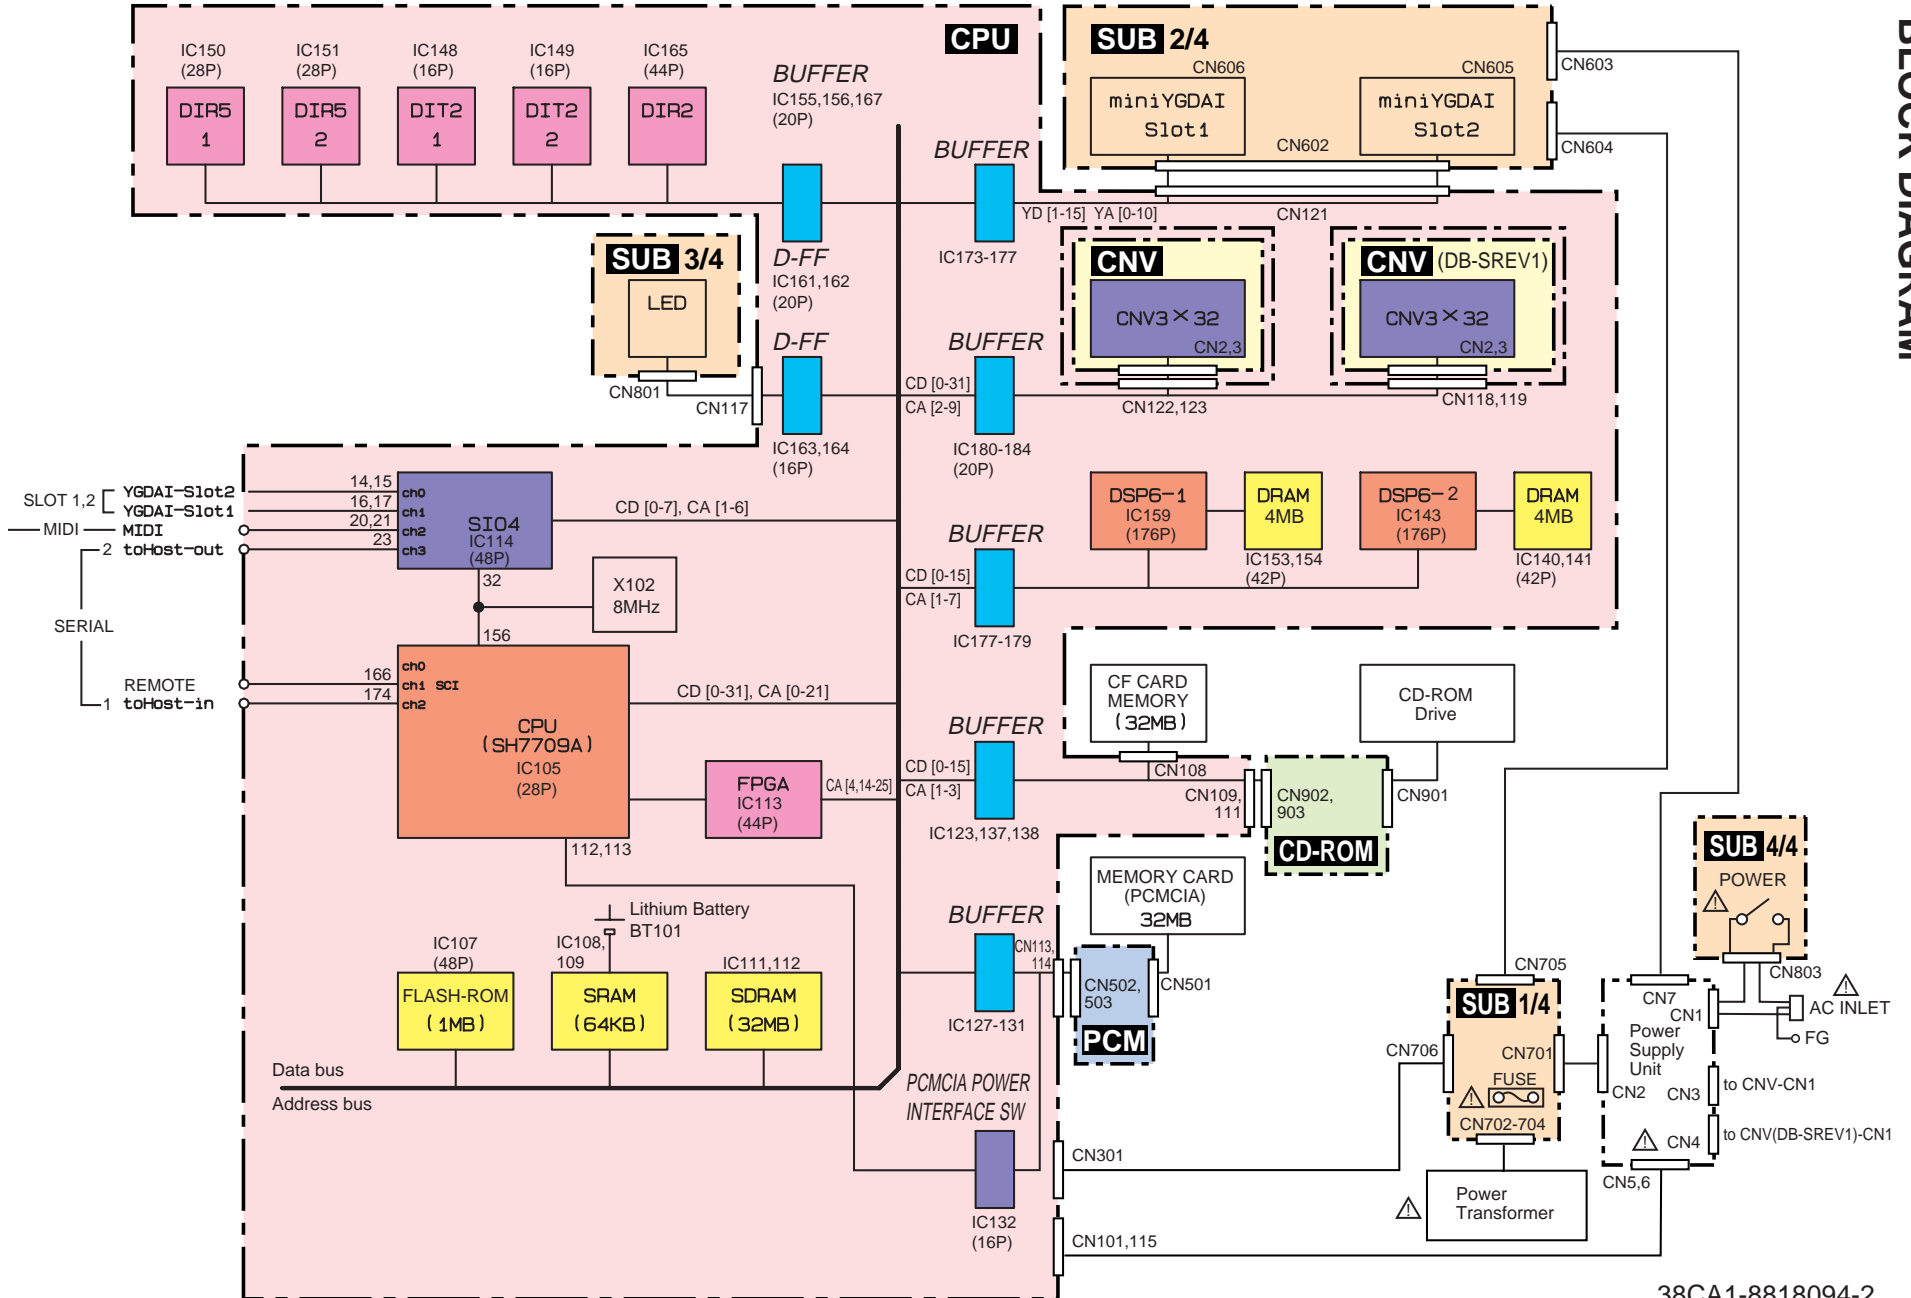 BLOCK DIAGRAM
CPU
IC150
(28P)
DIR5
1
IC151
(28P)
DIR5
2
IC148
(16P)
DIT2
1
IC149
(16P)
DIT2
2
IC165
(44P)
DIR2
BUFFER
IC155,156,167
(20P)
D-FF
IC161,162
(20P)
BUFFER
IC173-177
YD [1-15] YA [0-10]
SUB 2/4
CN606
miniYGDAI
Slot1
CN605
miniYGDAI
Slot2
CN602
CN603
CN604
CN121
SUB 3/4
LED
CN801
CN117
D-FF
IC163,164
(16P)
BUFFER
CD [0-31]
CA [2-9]
IC180-184
(20P)
CNV
CNV3×32
CN2,3
CN122,123
CNV (DB-SREV1)
CNV3×32
CN2,3
CN118,119
SLOT 1,2
YGDAI-Slot2
YGDAI-Slot1
MIDI
MIDI
2 toHost-out
SERIAL
REMOTE
1 toHost-in
14,15
16,17
20,21
23
ch0
ch1
ch2
ch3
SIO4
IC114
(48P)
CD [0-7], CA [1-6]
32
X102
8MHz
156
166
174
ch0
ch1 SCI
ch2
CPU
(SH7709A)
IC105
(28P)
CD [0-31], CA [0-21]
112,113
FPGA
IC113
(44P)
CA [4,14-25]
BUFFER
CD [0-15]
CA [1-7]
IC177-179
DSP6-1
IC159
(176P)
DRAM
4MB
IC153,154
(42P)
DSP6-2
IC143
(176P)
DRAM
4MB
IC140,141
(42P)
BUFFER
CD [0-15]
CA [1-3]
IC123,137,138
CF CARD
MEMORY
(32MB)
CN108
CN109,
111
CN902,
903
CD-ROM
CN901
CD-ROM
Drive
BUFFER
IC127-131
CN113,
114
CN502,
503
PCM
CN501
MEMORY CARD
(PCMCIA)
32MB
Lithium Battery
BT101
IC107
(48P)
FLASH-ROM
(1MB)
IC108,
109
SRAM
(64KB)
IC111,112
SDRAM
(32MB)
Data bus
Address bus
PCMCIA POWER
INTERFACE SW
IC132
(16P)
CN301
CN101,115
CN705
SUB 1/4
CN706
CN701
FUSE
CN702-704
Power
Transformer
SUB 4/4
POWER
CN803
AC INLET
FG
CN7
CN1
Power
Supply
Unit
CN2
CN3
to CNV-CN1
CN4
to CNV(DB-SREV1)-CN1
CN5,6
38CA1-8818094-2